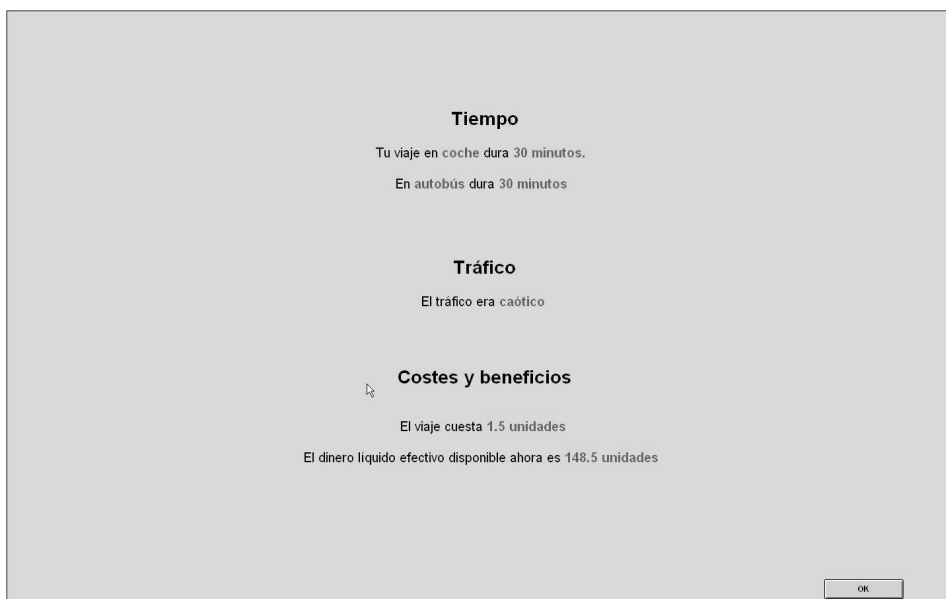 Tiempo
Tu viaje en coche dura 30 minutos.
En autobús dura 30 minutos
Tráfico
El tráfico era caótico
Costes y beneficios
El viaje cuesta 1.5 unidades
El dinero líquido efectivo disponible ahora es 148.5 unidades
OK